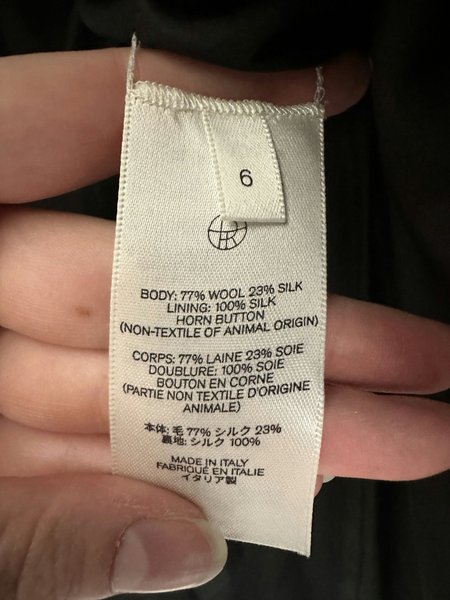 6
BODY: 77% WOOL 23% SILK
LINING: 100% SILK
HORN BUTTON
(NON-TEXTILE OF ANIMAL ORIGIN)
CORPS: 77% LAINE 23% SOIE
DOUBLURE: 100% SOIE
BOUTON EN CORNE
(PARTIE NON TEXTILE D'ORIGINE
ANIMALE)
本体: 毛 77% シルク 23%
裏地: シルク 100%
MADE IN ITALY
FABRIQUÉ EN ITALIE
イタリア製